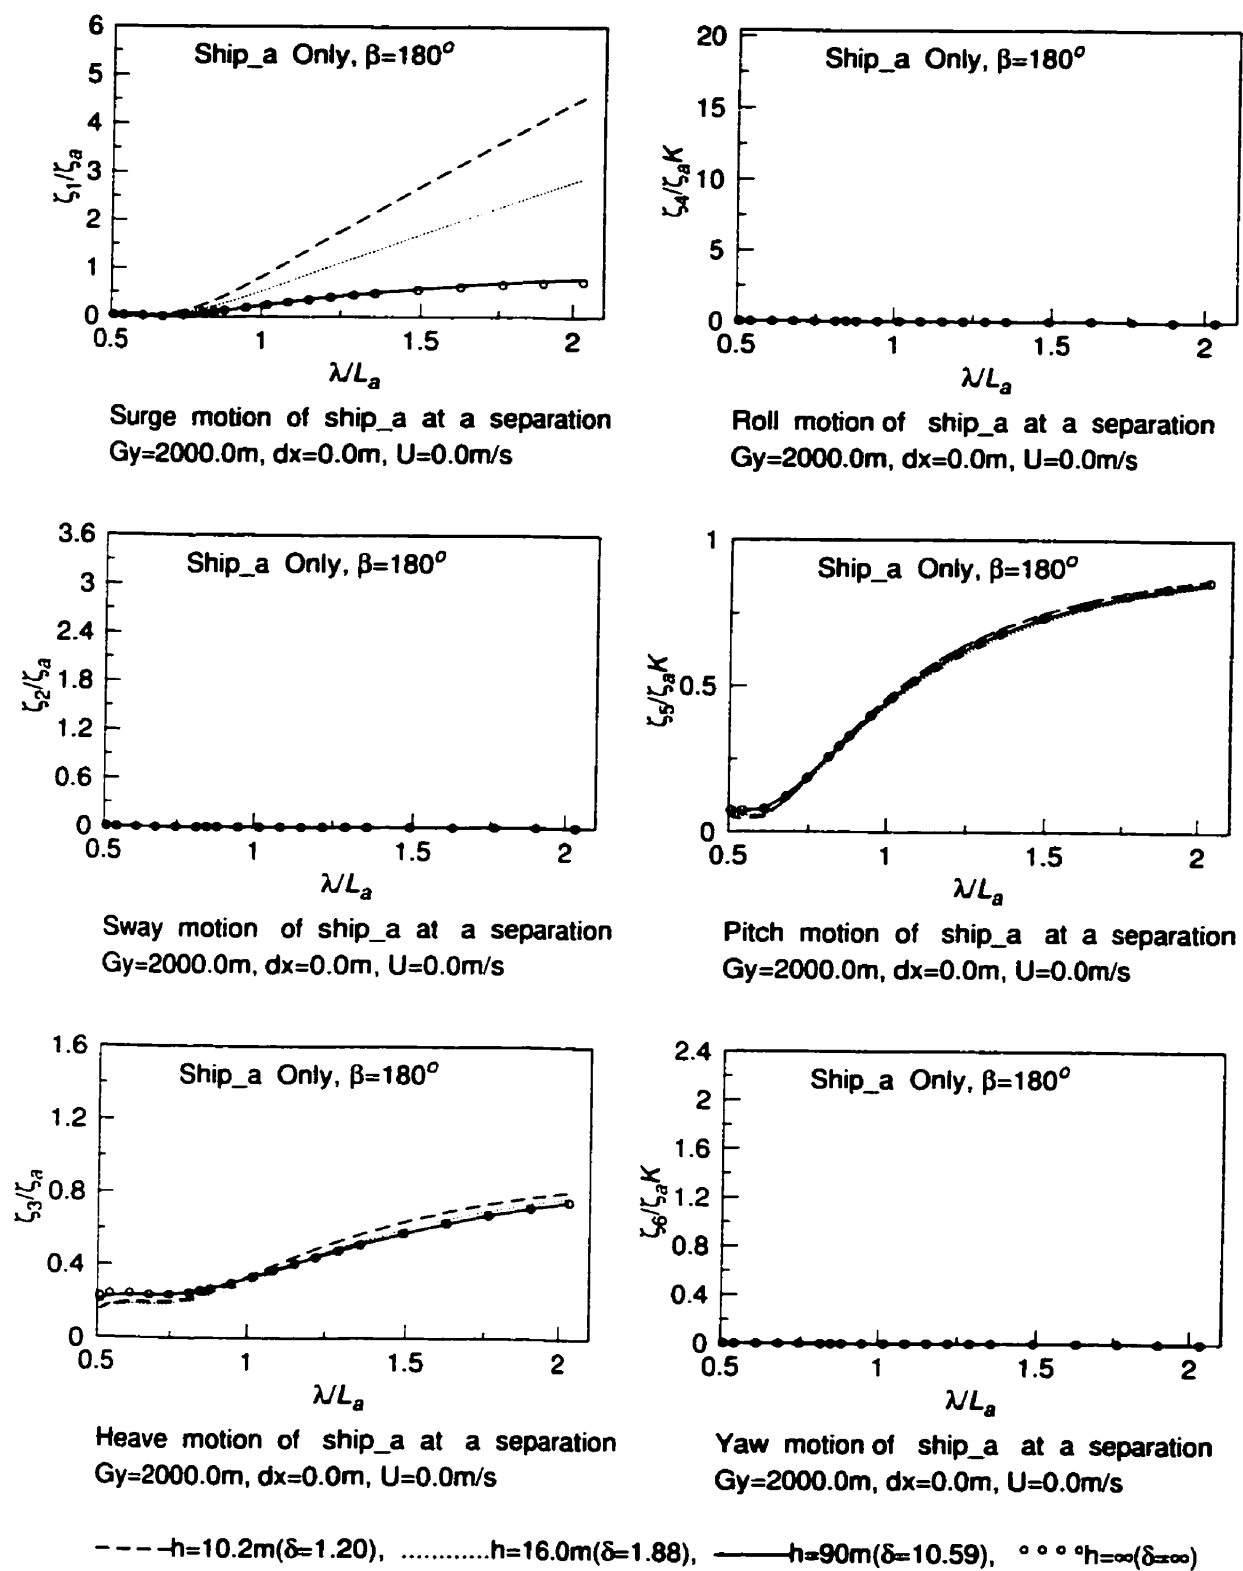 6
5
4
3
2
1
0
0.5
1
1.5
2
ζ1/ζa
Ship_a Only, β=180°
λ/La
Surge motion of ship_a at a separation
Gy=2000.0m, dx=0.0m, U=0.0m/s
20
15
10
5
0
0.5
1
1.5
2
ζ4/ζaK
Ship_a Only, β=180°
λ/La
Roll motion of ship_a at a separation
Gy=2000.0m, dx=0.0m, U=0.0m/s
3.6
3
2.4
1.8
1.2
0.6
0
0.5
1
1.5
2
ζ2/ζa
Ship_a Only, β=180°
λ/La
Sway motion of ship_a at a separation
Gy=2000.0m, dx=0.0m, U=0.0m/s
1
0.5
0
0.5
1
1.5
2
ζ5/ζaK
Ship_a Only, β=180°
λ/La
Pitch motion of ship_a at a separation
Gy=2000.0m, dx=0.0m, U=0.0m/s
1.6
1.2
0.8
0.4
0
0.5
1
1.5
2
ζ3/ζa
Ship_a Only, β=180°
λ/La
Heave motion of ship_a at a separation
Gy=2000.0m, dx=0.0m, U=0.0m/s
2.4
2
1.6
1.2
0.8
0.4
0
0.5
1
1.5
2
ζ6/ζaK
Ship_a Only, β=180°
λ/La
Yaw motion of ship_a at a separation
Gy=2000.0m, dx=0.0m, U=0.0m/s
h=10.2m(δ=1.20), h=16.0m(δ=1.88), h=90m(δ=10.59), h=∞(δ=∞)